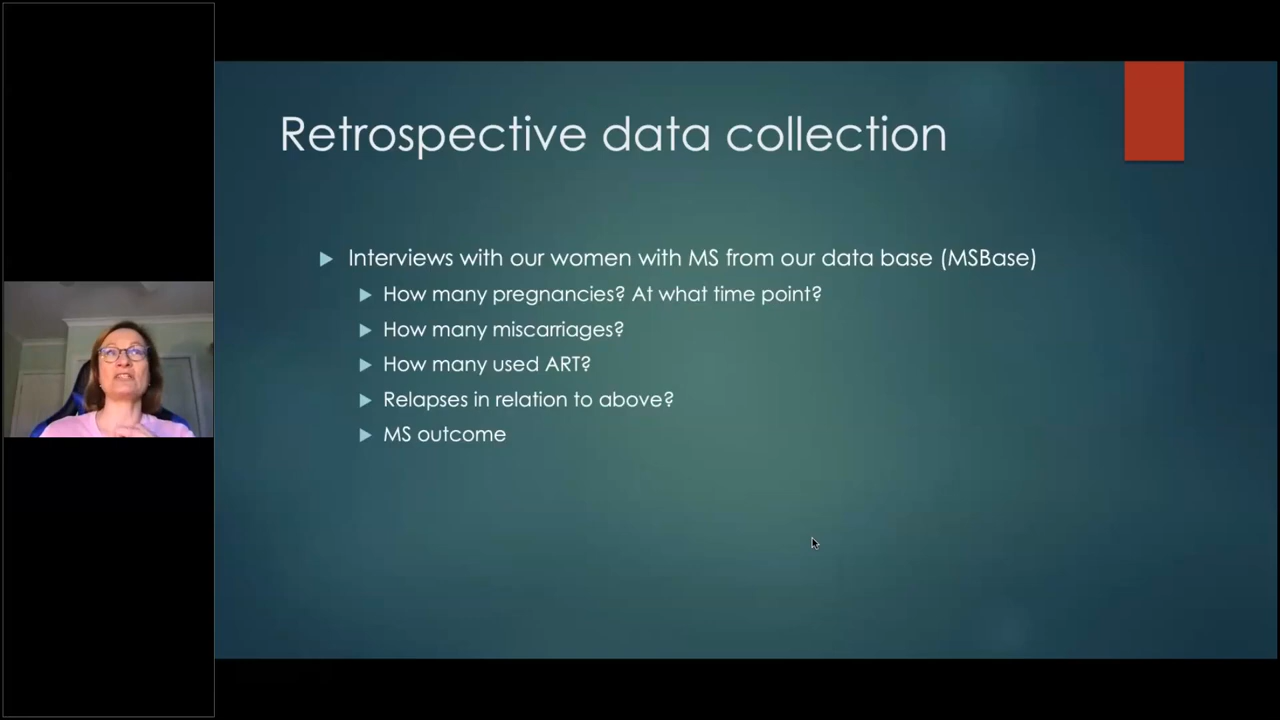 Retrospective data collection
Interviews with our women with MS from our data base (MSBase)
How many pregnancies? At what time point?
How many miscarriages?
How many used ART?
Relapses in relation to above?
MS outcome